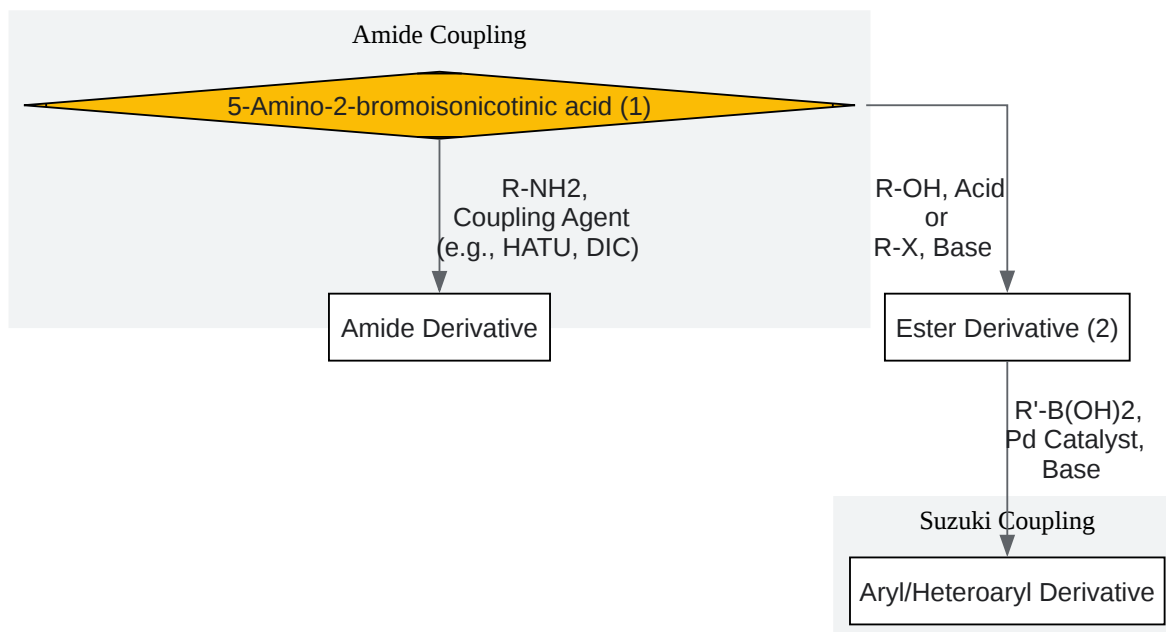 Amide Coupling
5-Amino-2-bromoisonicotinic acid (1)
R-NH2,
Coupling Agent
(e.g., HATU, DIC)
R-OH, Acid
or
R-X, Base
Amide Derivative
Ester Derivative (2)
R'-B(OH)2,
Pd Catalyst,
Base
Suzuki Coupling
Aryl/Heteroaryl Derivative